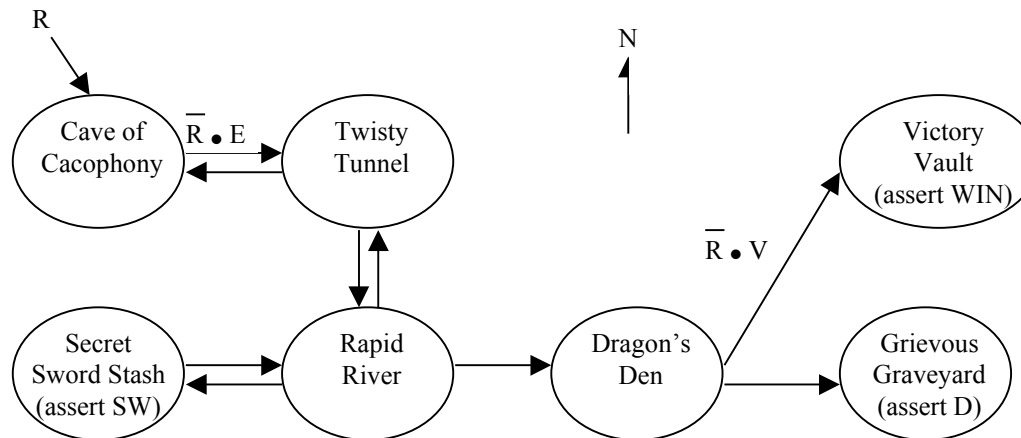 R
N
Cave of
Cacophony
R̅ • E
Twisty
Tunnel
Victory
Vault
(assert WIN)
R̅ • V
Secret
Sword Stash
(assert SW)
Rapid
River
Dragon's
Den
Grievous
Graveyard
(assert D)